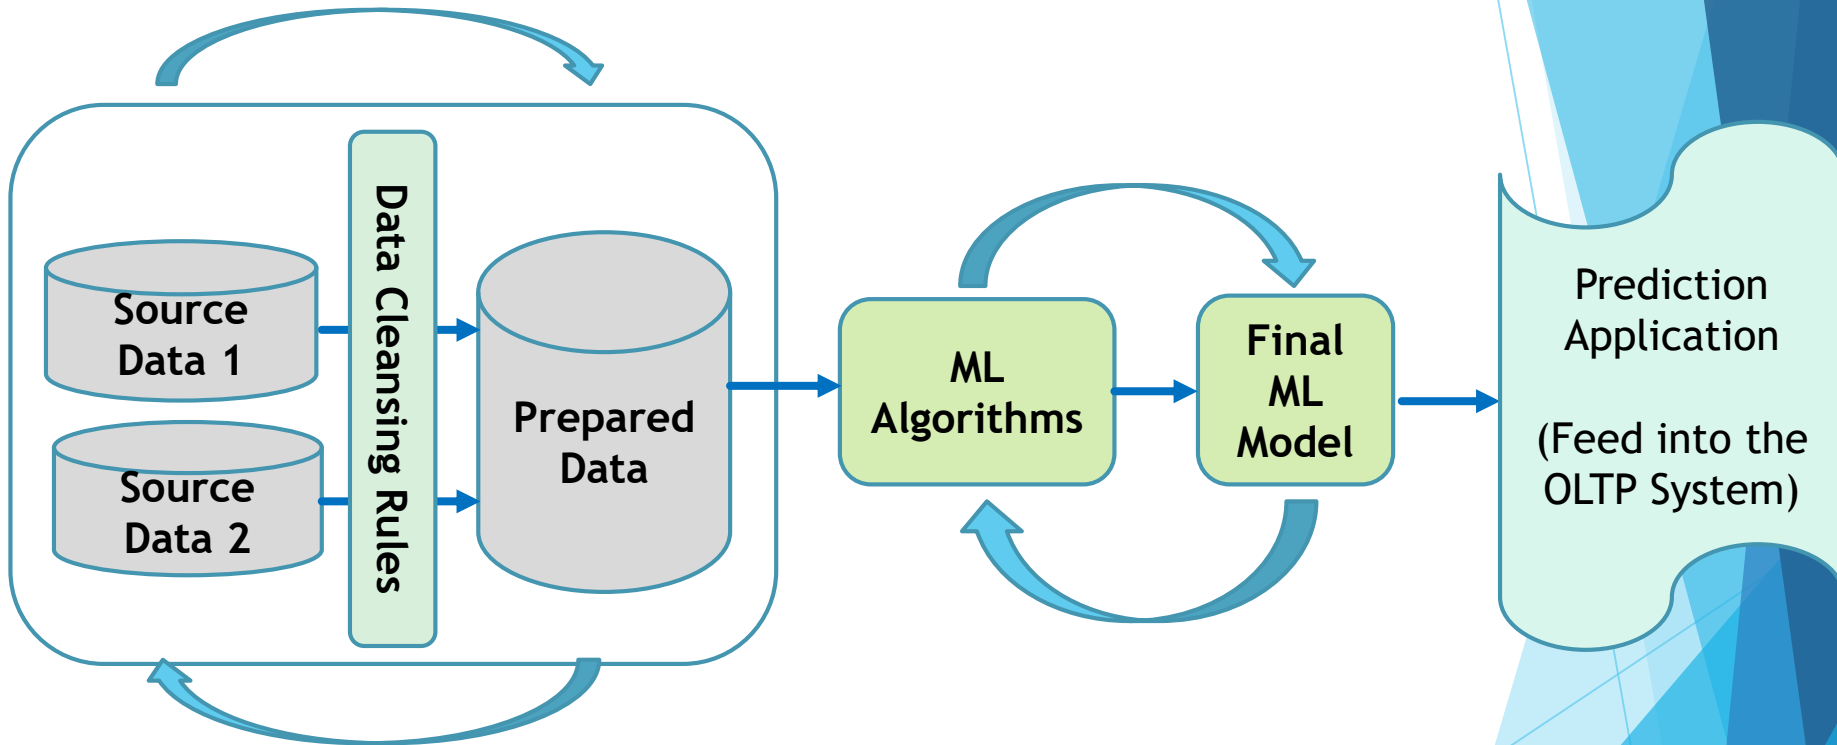 Source
Data 1
Source
Data 2
Data Cleansing Rules
Prepared
Data
ML
Algorithms
Final
ML
Model
Prediction
Application
(Feed into the
OLTP System)